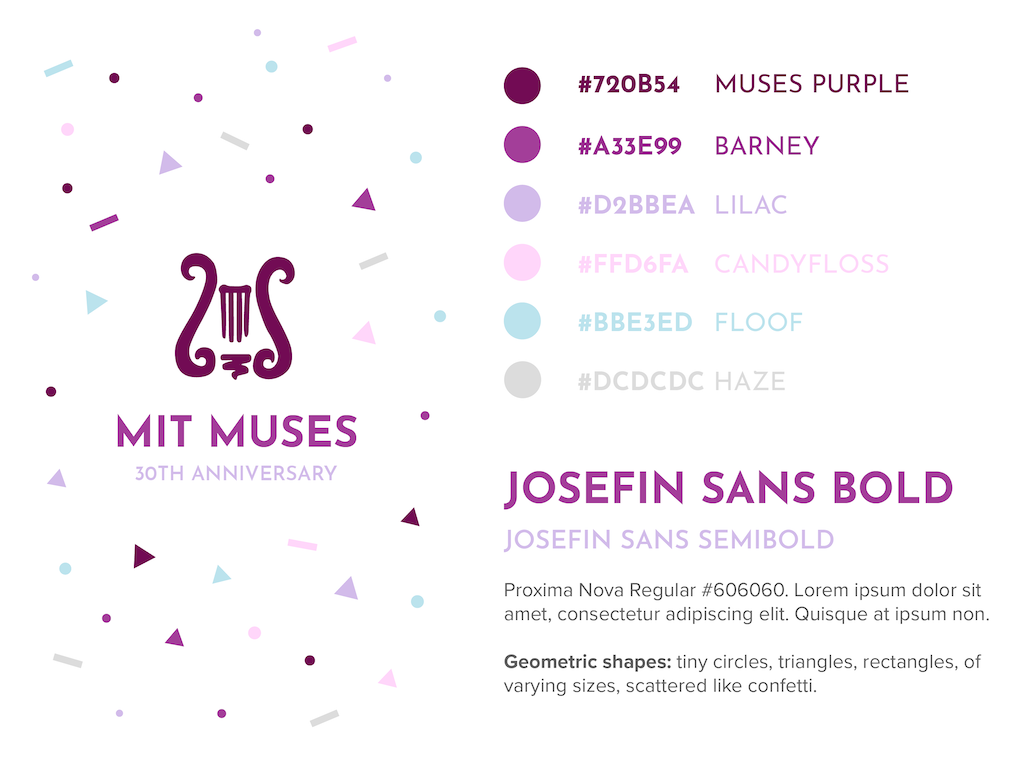 MIT MUSES
30TH ANNIVERSARY
#720B54 MUSES PURPLE
#A33E99 BARNEY
#D2BBEA LILAC
#FFD6FA CANDYFLOSS
#BBE3ED FLOOF
#DCDCDC HAZE
JOSEFIN SANS BOLD
JOSEFIN SANS SEMIBOLD
Proxima Nova Regular #606060. Lorem ipsum dolor sit
amet, consectetur adipiscing elit. Quisque at ipsum non.
Geometric shapes: tiny circles, triangles, rectangles, of
varying sizes, scattered like confetti.